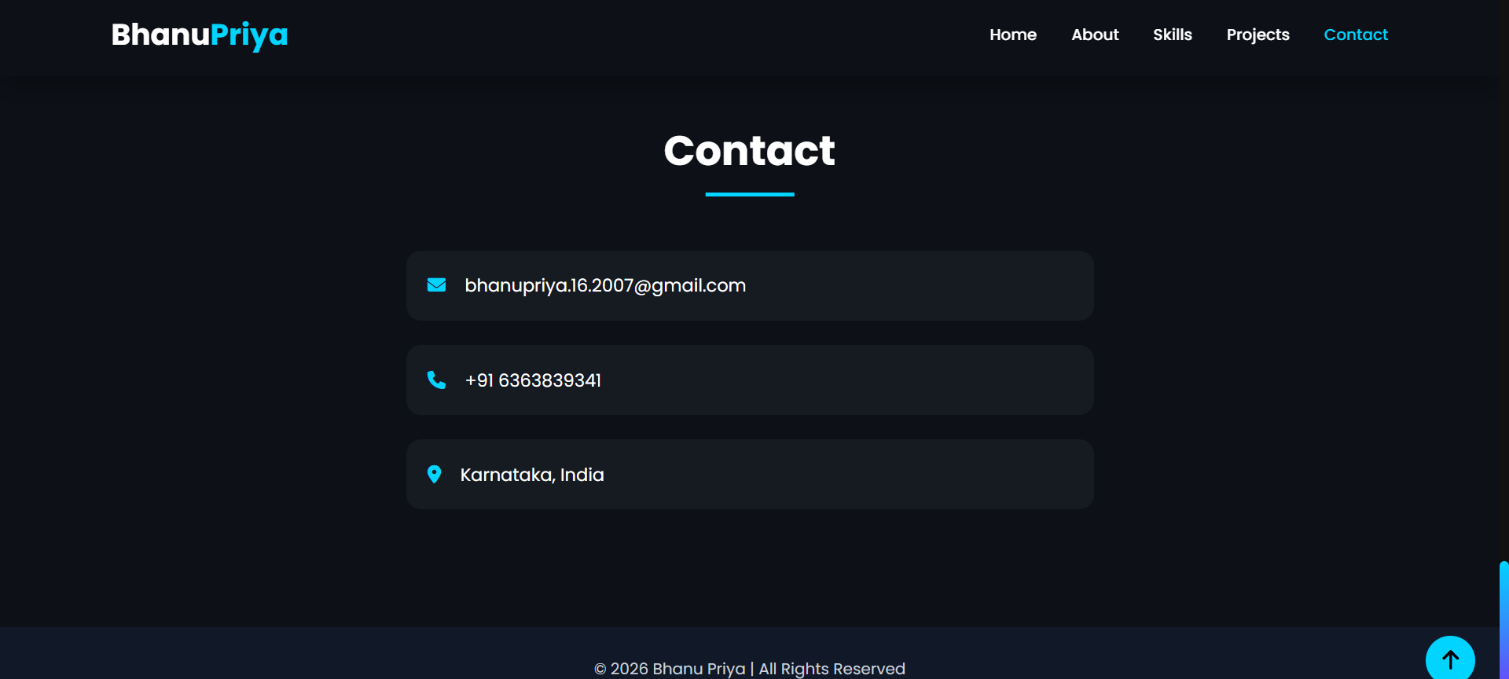 BhanuPriya
Home About Skills Projects Contact
Contact
bhanupriya.16.2007@gmail.com
+91 6363839341
Karnataka, India
© 2026 Bhanu Priya | All Rights Reserved